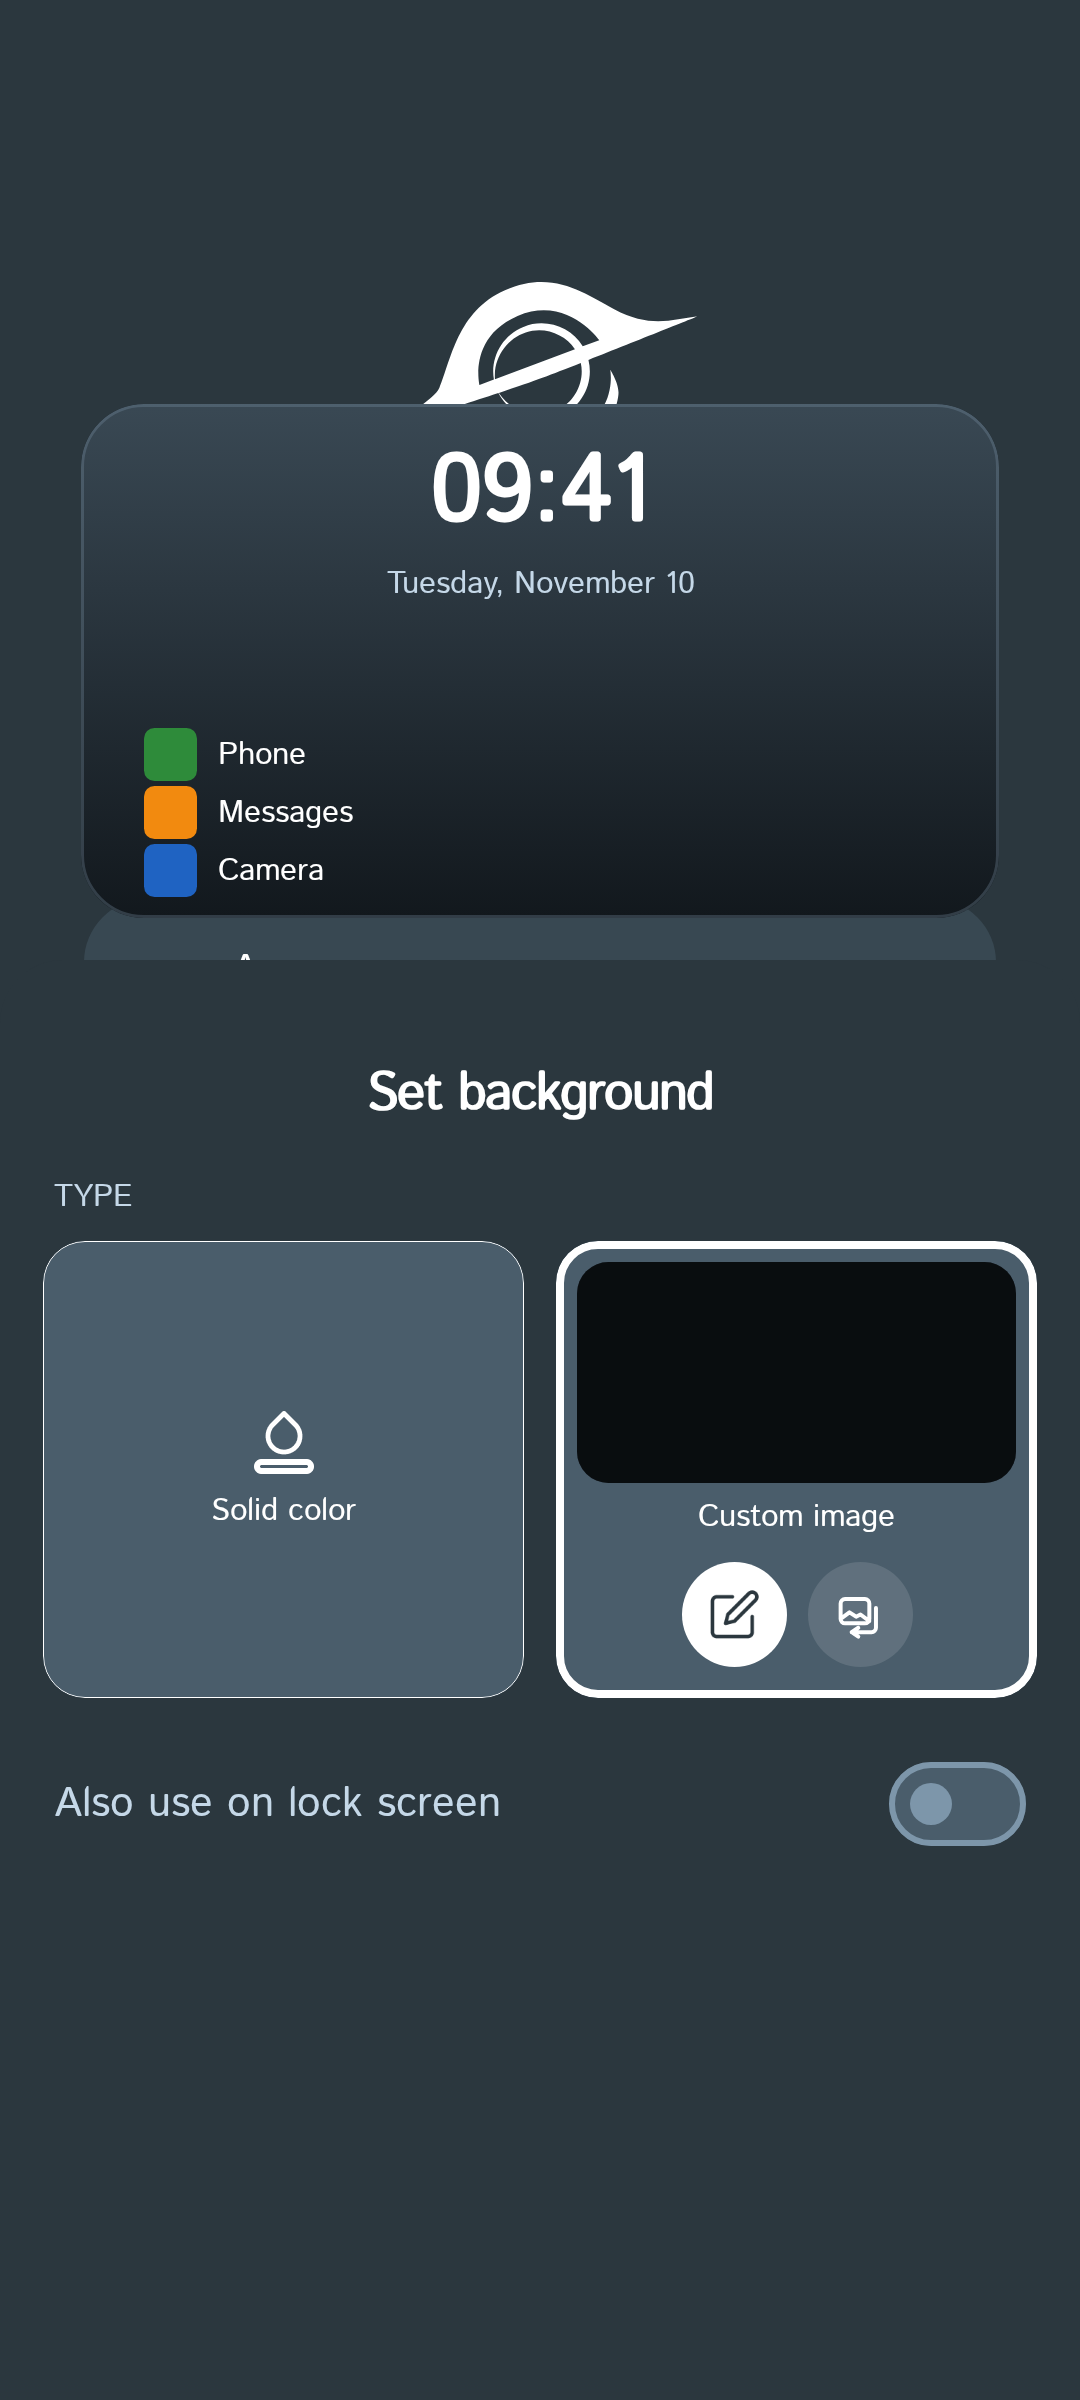 09:41
Tuesday, November 10
Phone
Messages
Camera
Set background
TYPE
Solid color
Custom image
Also use on lock screen